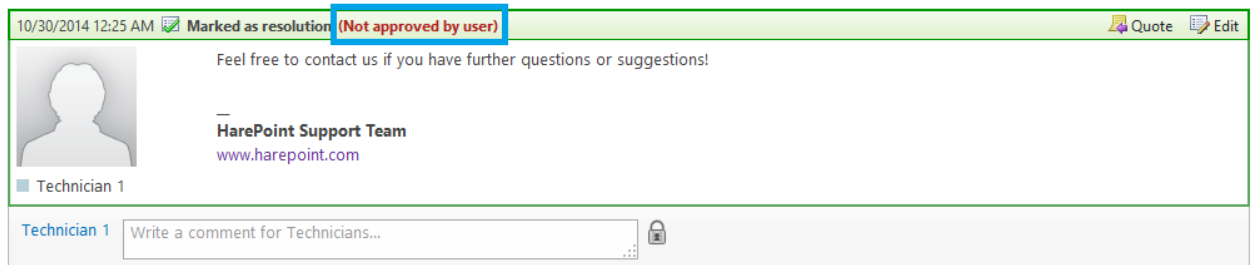 10/30/2014 12:25 AM Marked as resolution (Not approved by user) Quote Edit
Feel free to contact us if you have further questions or suggestions!
—
HarePoint Support Team
www.harepoint.com
Technician 1
Technician 1 Write a comment for Technicians...